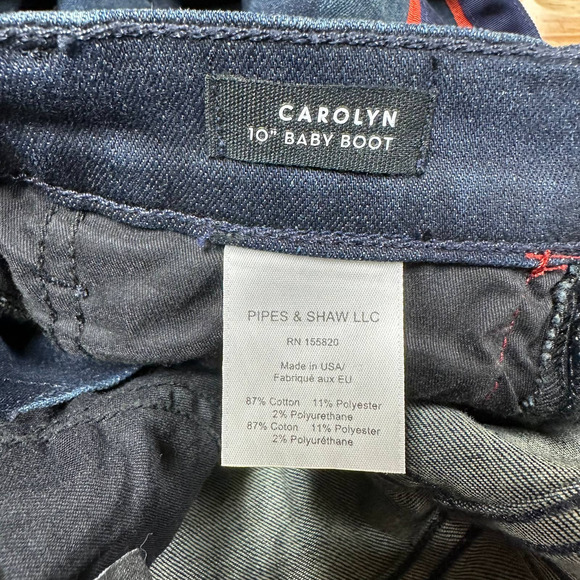 CAROLYN
10" BABY BOOT
PIPES & SHAW LLC
RN 155820
Made in USA/
Fabriqué aux EU
87% Cotton 11% Polyester
2% Polyurethane
87% Coton 11% Polyester
2% Polyuréthane